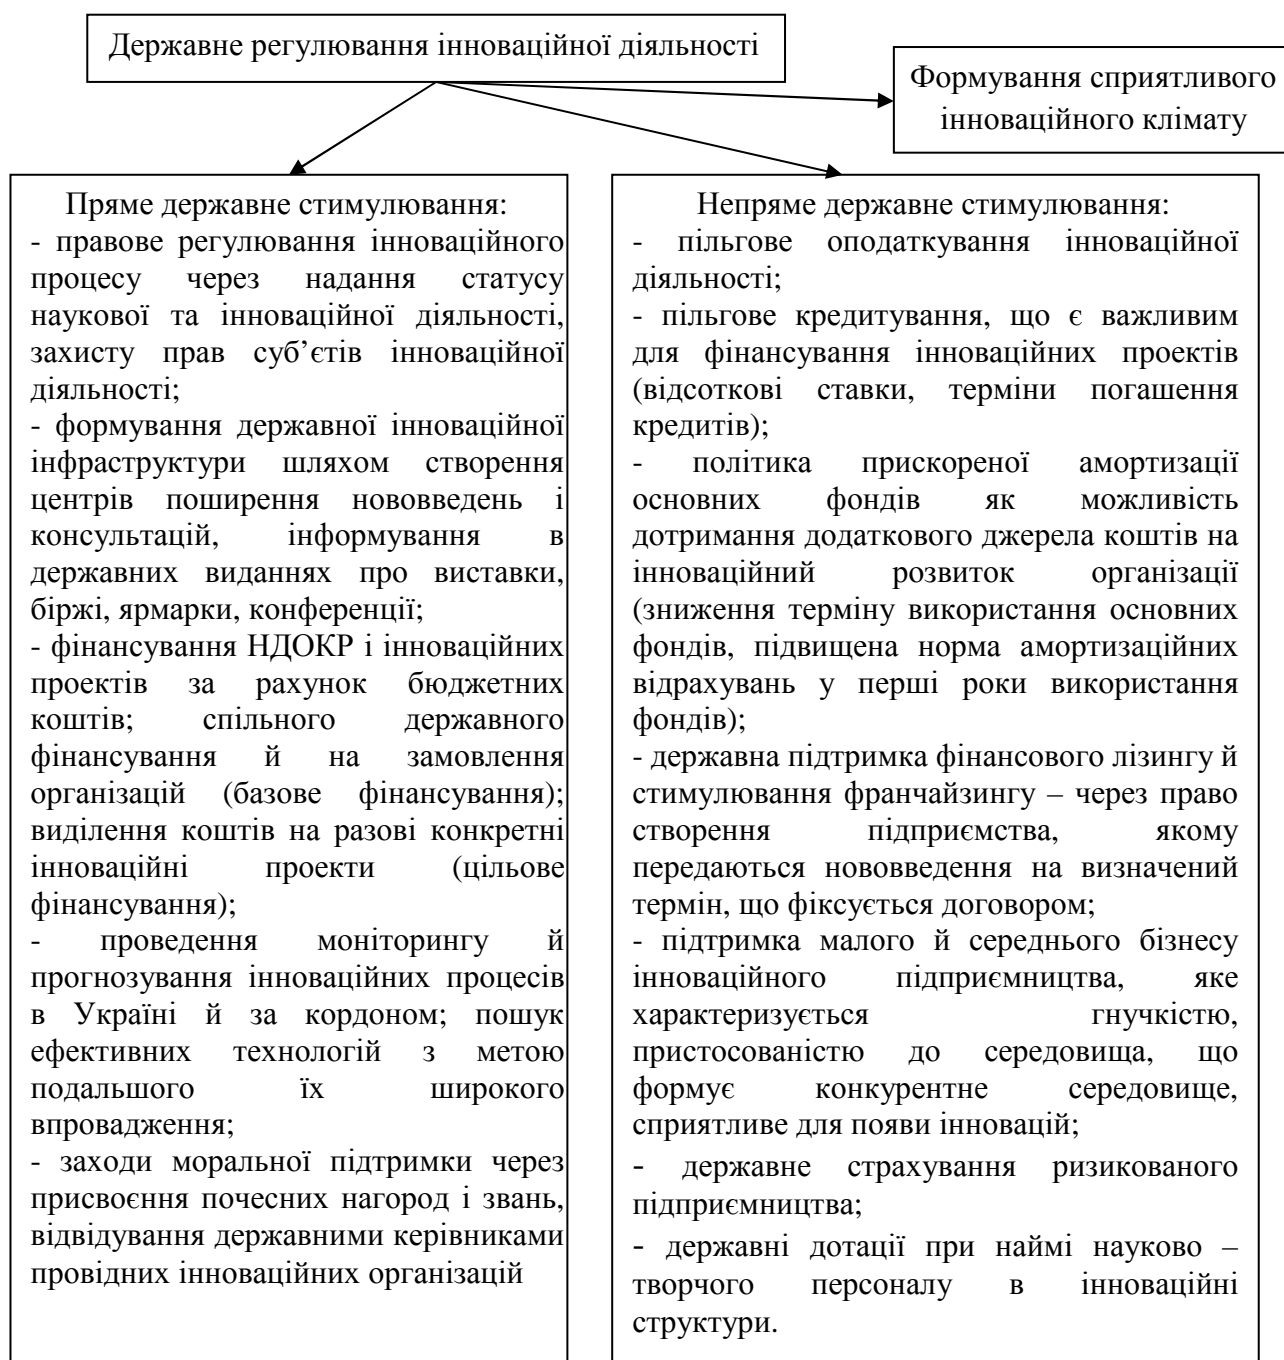 Державне регулювання інноваційної діяльності
Формування сприятливого
інноваційного клімату
Пряме державне стимулювання:
- правове регулювання інноваційного
процесу через надання статусу
наукової та інноваційної діяльності,
захисту прав суб’єтів інноваційної
діяльності;
- формування державної інноваційної
інфраструктури шляхом створення
центрів поширення нововведень і
консультацій, інформування в
державних виданнях про виставки,
біржі, ярмарки, конференції;
- фінансування НДОКР і інноваційних
проектів за рахунок бюджетних
коштів; спільного державного
фінансування й на замовлення
організацій (базове фінансування);
виділення коштів на разові конкретні
інноваційні проекти (цільове
фінансування);
- проведення моніторингу й
прогнозування інноваційних процесів
в Україні й за кордоном; пошук
ефективних технологій з метою
подальшого їх широкого
впровадження;
- заходи моральної підтримки через
присвоєння почесних нагород і звань,
відвідування державними керівниками
провідних інноваційних організацій
Непряме державне стимулювання:
- пільгове оподаткування інноваційної
діяльності;
- пільгове кредитування, що є важливим
для фінансування інноваційних проектів
(відсоткові ставки, терміни погашення
кредитів);
- політика прискореної амортизації
основних фондів як можливість
дотримання додаткового джерела коштів на
інноваційний розвиток організації
(зниження терміну використання основних
фондів, підвищена норма амортизаційних
відрахувань у перші роки використання
фондів);
- державна підтримка фінансового лізингу й
стимулювання франчайзингу – через право
створення підприємства, якому
передаються нововведення на визначений
термін, що фіксується договором;
- підтримка малого й середнього бізнесу
інноваційного підприємництва, яке
характеризується гнучкістю,
пристосованістю до середовища, що
формує конкурентне середовище,
сприятливе для появи інновацій;
- державне страхування ризикованого
підприємництва;
- державні дотації при наймі науково –
творчого персоналу в інноваційні
структури.